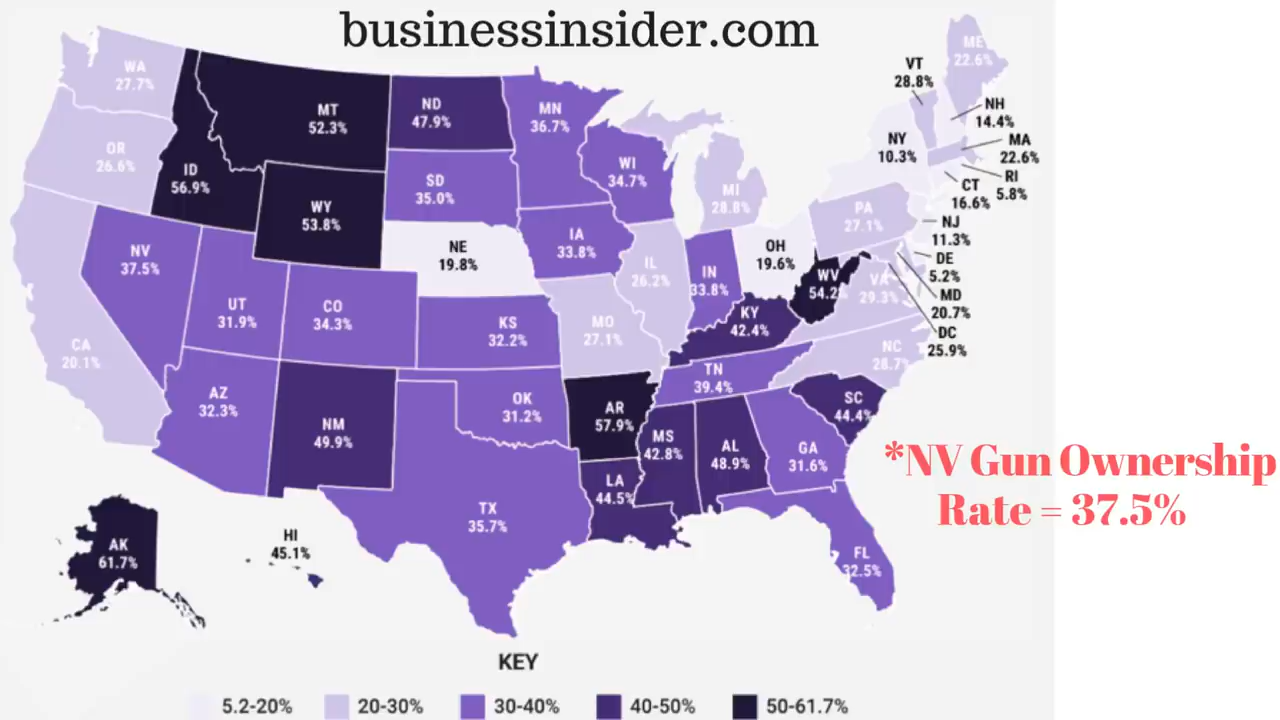 businessinsider.com
WA
27.7%
OR
26.6%
CA
20.1%
NV
37.5%
ID
56.9%
MT
52.3%
WY
53.8%
UT
31.9%
CO
34.3%
AZ
32.3%
NM
49.9%
ND
47.9%
SD
35.0%
NE
19.8%
KS
32.2%
OK
31.2%
TX
35.7%
MN
36.7%
IA
33.8%
MO
27.1%
AR
57.9%
LA
44.5%
WI
34.7%
IL
26.2%
MI
28.8%
IN
33.8%
OH
19.6%
KY
42.4%
TN
39.4%
MS
42.8%
AL
48.9%
GA
31.6%
FL
32.5%
SC
44.4%
NC
28.7%
VA
29.3%
WV
54.2%
PA
27.1%
NY
10.3%
VT
28.8%
ME
22.6%
NH
14.4%
MA
22.6%
RI
5.8%
CT
16.6%
NJ
11.3%
DE
5.2%
MD
20.7%
DC
25.9%
AK
61.7%
HI
45.1%
*NV Gun Ownership
Rate = 37.5%
KEY
5.2-20%
20-30%
30-40%
40-50%
50-61.7%